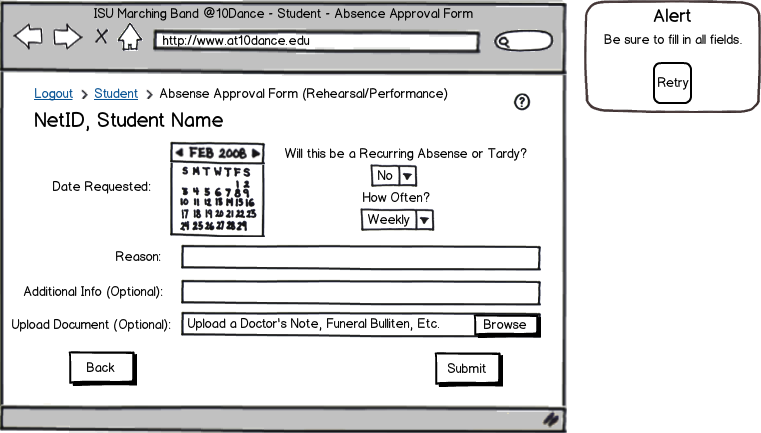 ISU Marching Band @10Dance - Student - Absence Approval Form
http://www.at10dance.edu
Logout > Student > Absense Approval Form (Rehearsal/Performance)
?
NetID, Student Name
Date Requested:
FEB 2008
S M T W T F S
1 2
3 4 5 6 7 8 9
10 11 12 13 14 15 16
17 18 19 20 21 22 23
24 25 26 27 28 29
Will this be a Recurring Absense or Tardy?
No
How Often?
Weekly
Reason:
Additional Info (Optional):
Upload Document (Optional):
Upload a Doctor's Note, Funeral Bulliten, Etc.
Browse
Back
Submit
Alert
Be sure to fill in all fields.
Retry